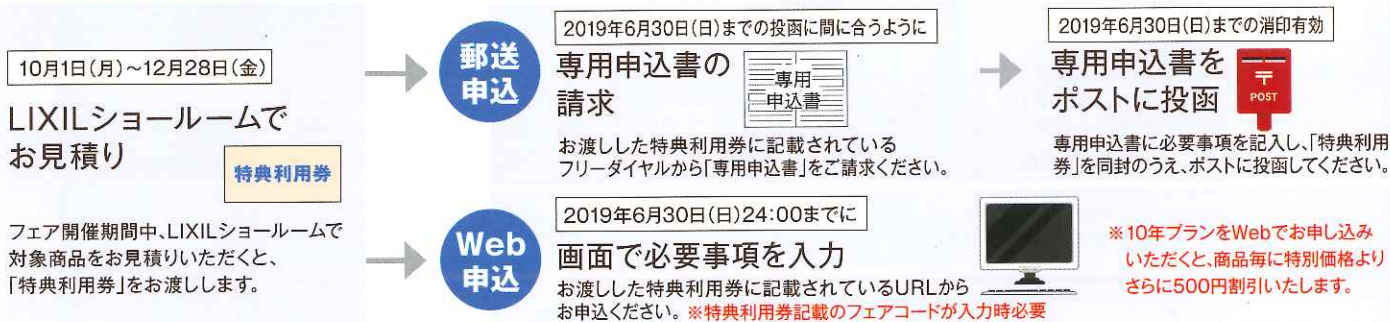 10月1日(月)～12月28日(金)
LIXILショールームで
お見積り
特典利用券
フェア開催期間中、LIXILショールームで
対象商品をお見積りいただくと、
「特典利用券」をお渡しします。
郵送
申込
2019年6月30日(日)までの投函に間に合うように
専用申込書の
請求
専用
申込書
お渡しした特典利用券に記載されている
フリーダイヤルから「専用申込書」をご請求ください。
2019年6月30日(日)までの消印有効
専用申込書を
ポストに投函
〒
POST
専用申込書に必要事項を記入し、「特典利用
券」を同封のうえ、ポストに投函してください。
Web
申込
2019年6月30日(日)24:00までに
画面で必要事項を入力
お渡しした特典利用券に記載されているURLから
お申込ください。※特典利用券記載のフェアコードが入力時必要
※10年プランをWebでお申し込み
いただくと、商品毎に特別価格より
さらに500円割引いたします。